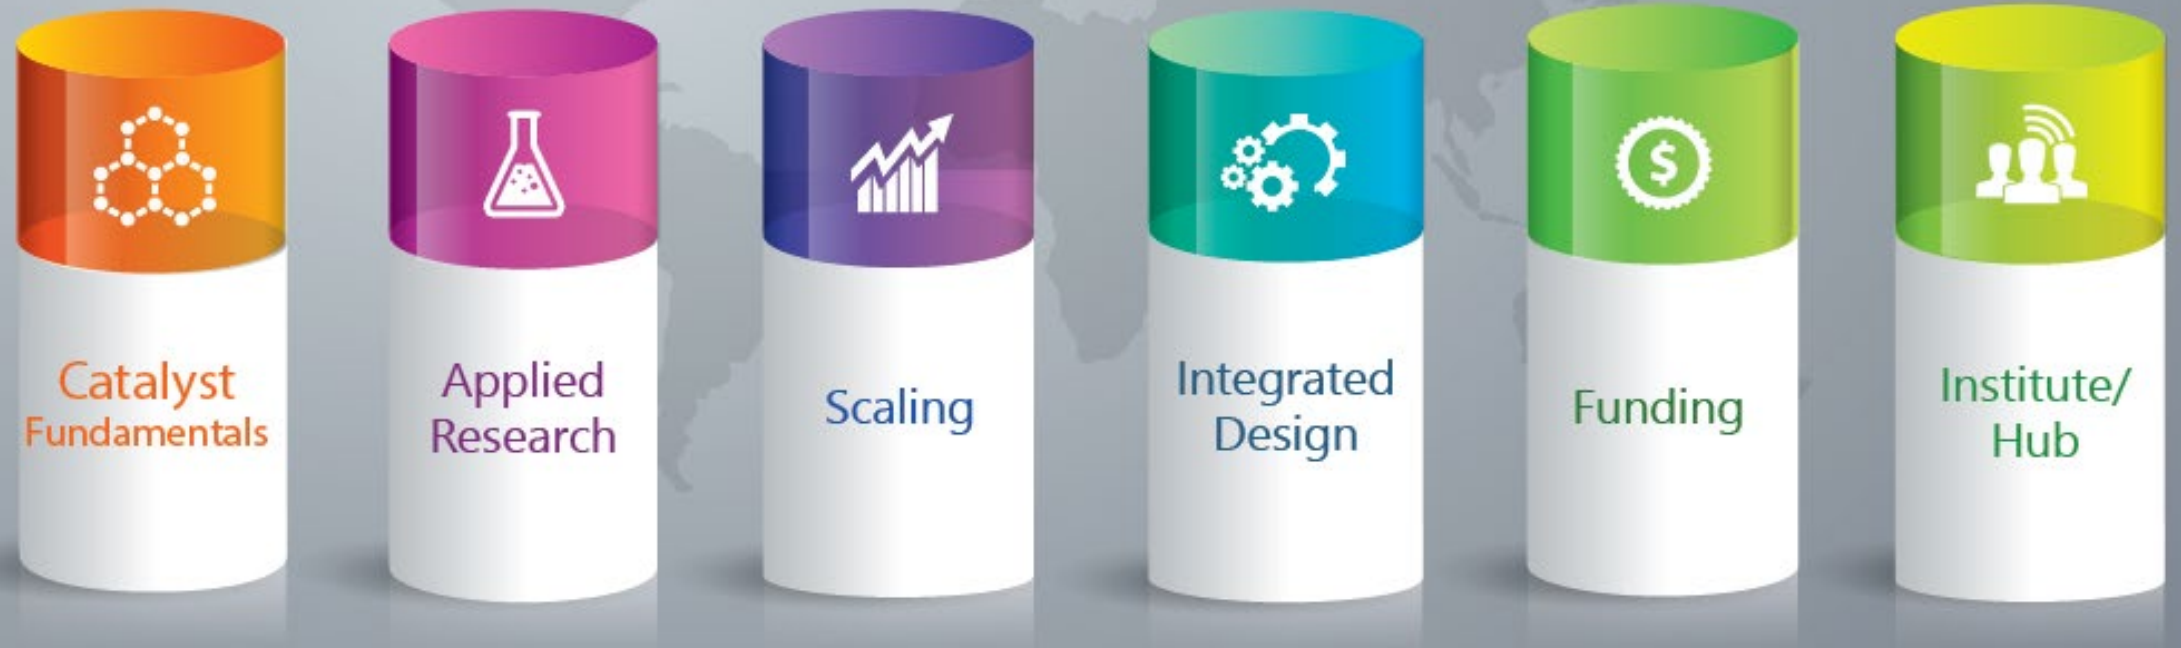 Catalyst
Fundamentals
Applied
Research
Scaling
Integrated
Design
Funding
Institute/
Hub
$